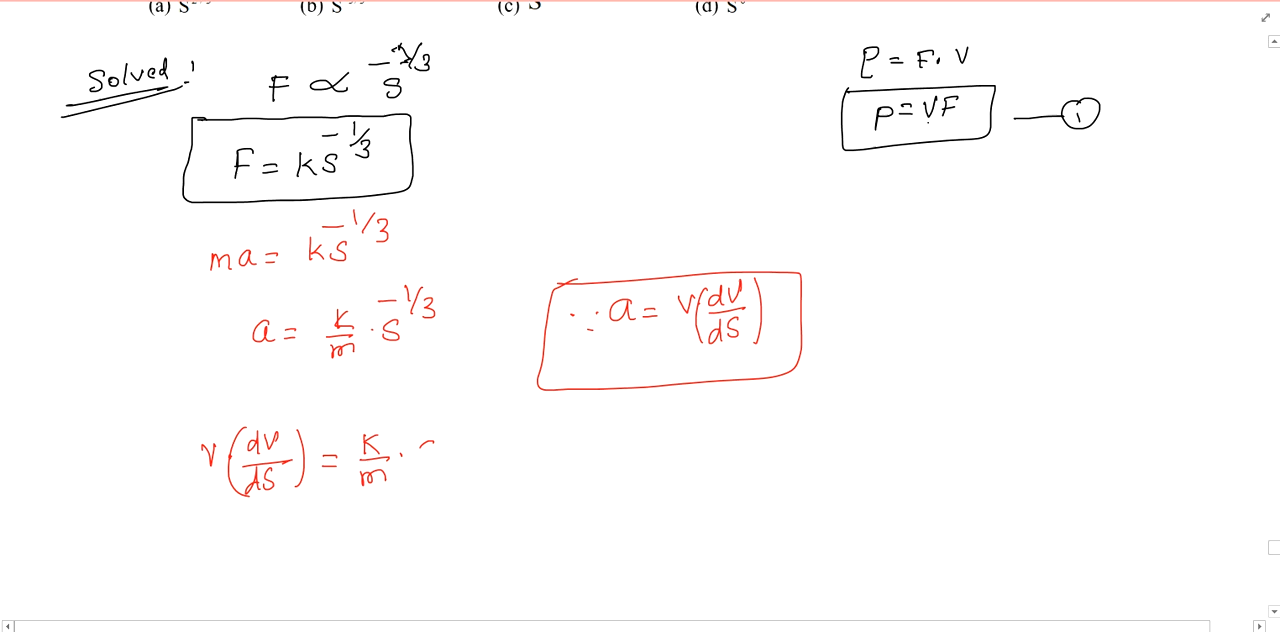 (a) S (b) S (c) S (d) S
Solved :
F ∝ S^{-1/3}
F = kS^{-1/3}
ma = kS^{-1/3}
a = k/m · S^{-1/3}
V(dV/dS) = K/m ·
∵ a = V(dV/dS)
P = F. V
P = VF — ①